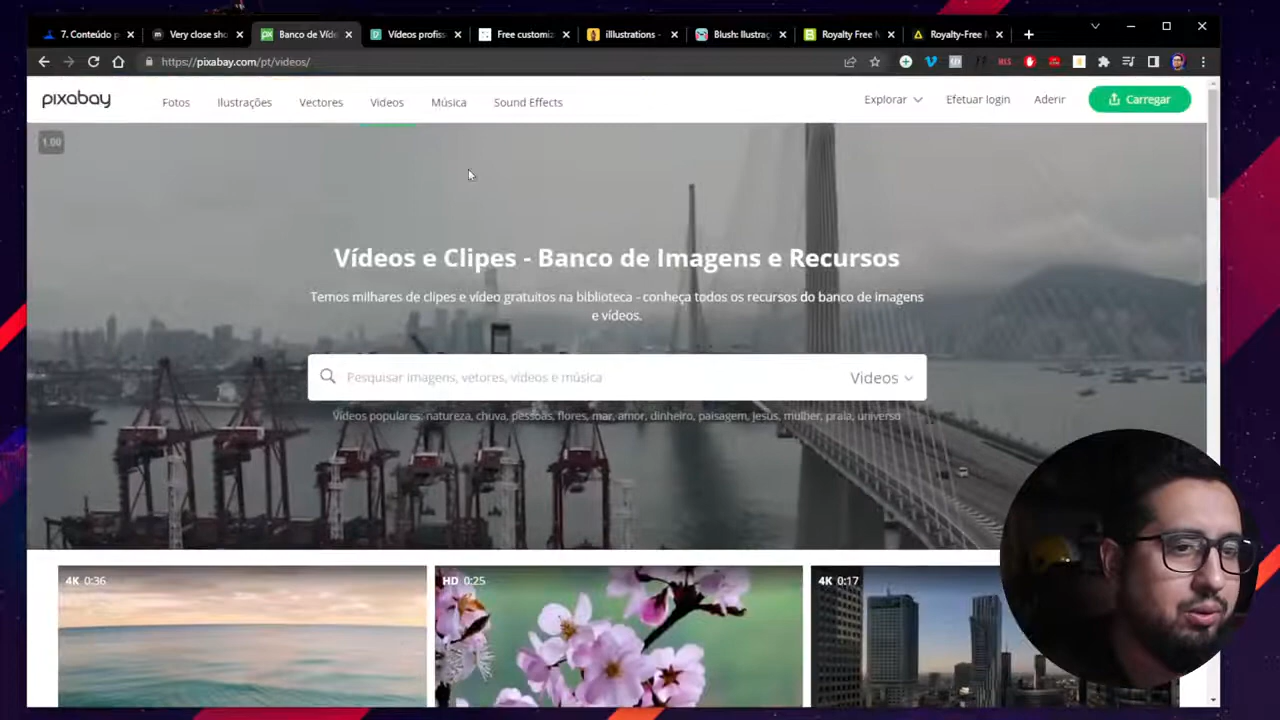 7. Conteúdo p
Very close sho
Banco de Víde
Vídeos profiss
Free customiz
illlustrations -
Blush: Ilustraç
Royalty Free M
Royalty-Free M
https://pixabay.com/pt/videos/
pixabay
Fotos
Ilustrações
Vectores
Videos
Música
Sound Effects
Explorar
Efetuar login
Aderir
Carregar
1.00
Vídeos e Clipes - Banco de Imagens e Recursos
Temos milhares de clipes e vídeo gratuitos na biblioteca - conheça todos os recursos do banco de imagens
e vídeos.
Pesquisar imagens, vetores, vídeos e música
Videos
Vídeos populares: natureza, chuva, pessoas, flores, mar, amor, dinheiro, paisagem, jesus, mulher, praia, universo
4K 0:36
HD 0:25
4K 0:17